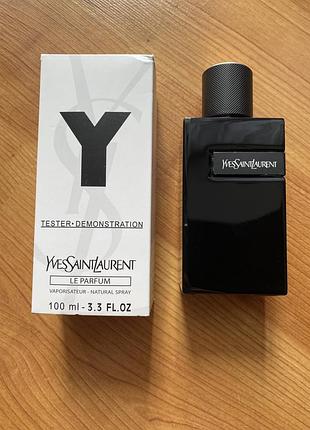 Y
TESTER•DEMONSTRATION
YVESSAINTLAURENT
LE PARFUM
VAPORISATEUR - NATURAL SPRAY
100 ml - 3.3 FL.OZ
YVESSAINTLAURENT